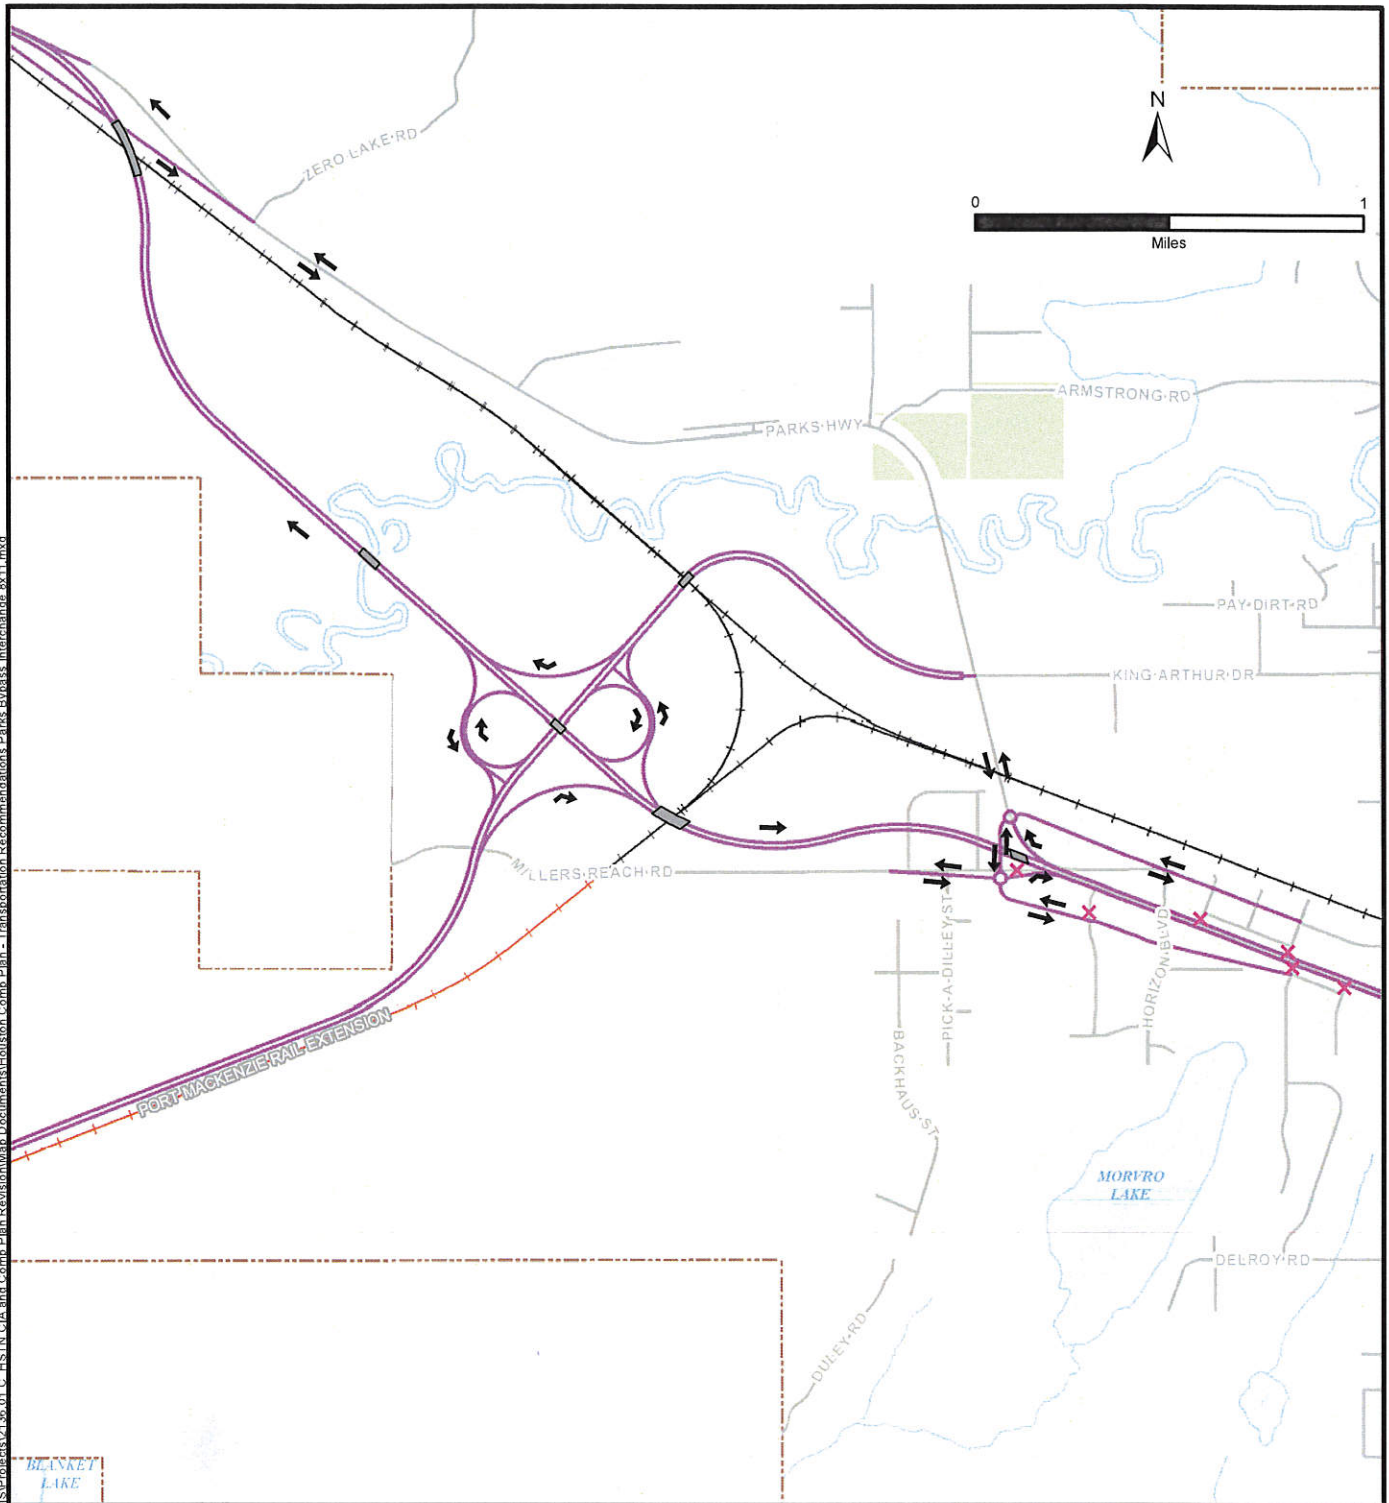 N
0 1
Miles
ZERO LAKE RD
ARMSTRONG RD
PARKS HWY
PAY DIRT RD
KING ARTHUR DR
MILLERS REACH RD
PICK-A-DILLEY ST
HORIZON BLVD
BACKHAUS ST
PORT MACKENZIE RAIL EXTENSION
MORVRO
LAKE
DELROY RD
DULEY RD
BLANKET
LAKE